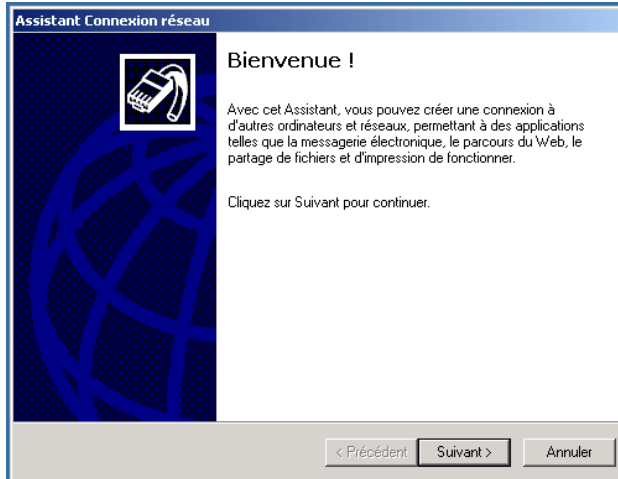 Assistant Connexion réseau
Bienvenue !
Avec cet Assistant, vous pouvez créer une connexion à
d'autres ordinateurs et réseaux, permettant à des applications
telles que la messagerie électronique, le parcours du Web, le
partage de fichiers et d'impression de fonctionner.
Cliquez sur Suivant pour continuer.
< Précédent Suivant > Annuler